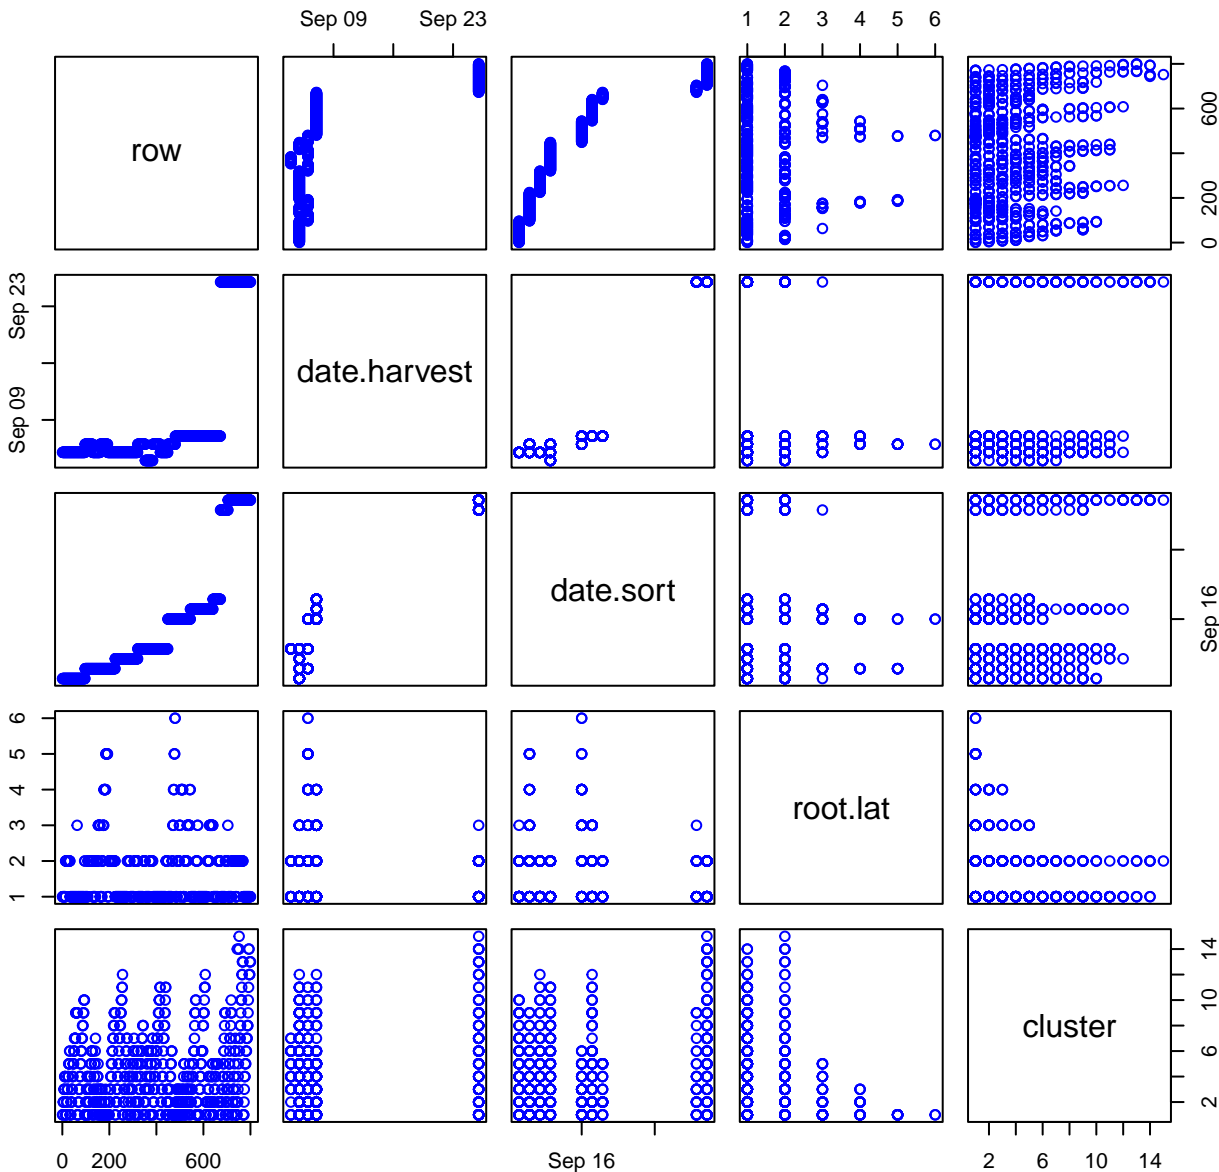 Sep 09 Sep 23 1 2 3 4 5 6
row
0 200 600
date.harvest
Sep 09 Sep 23
date.sort
Sep 16
root.lat
1 2 3 4 5 6
cluster
2 6 10 14
0 200 600 Sep 16 2 6 10 14